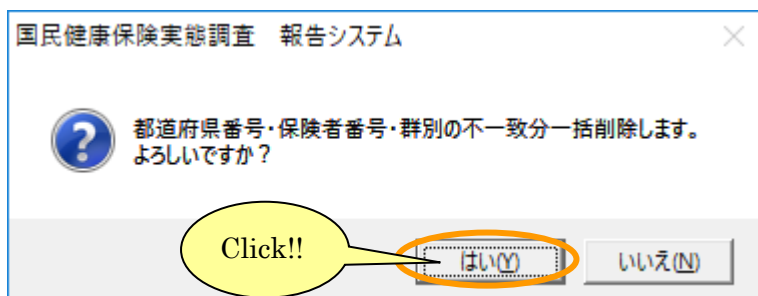 国民健康保険実態調査　報告システム
都道府県番号・保険者番号・群別の不一致分一括削除します。
よろしいですか？
Click!!
はい(Y)
いいえ(N)